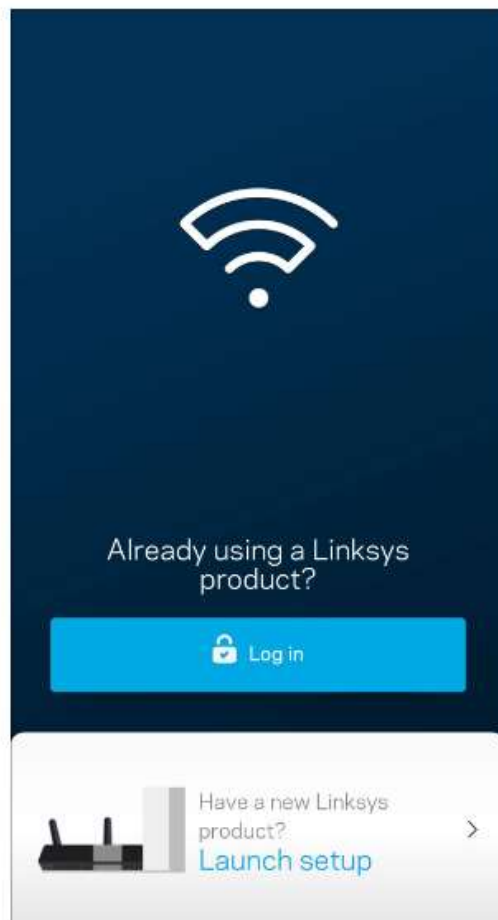 Already using a Linksys
product?
Log in
Have a new Linksys
product?
Launch setup